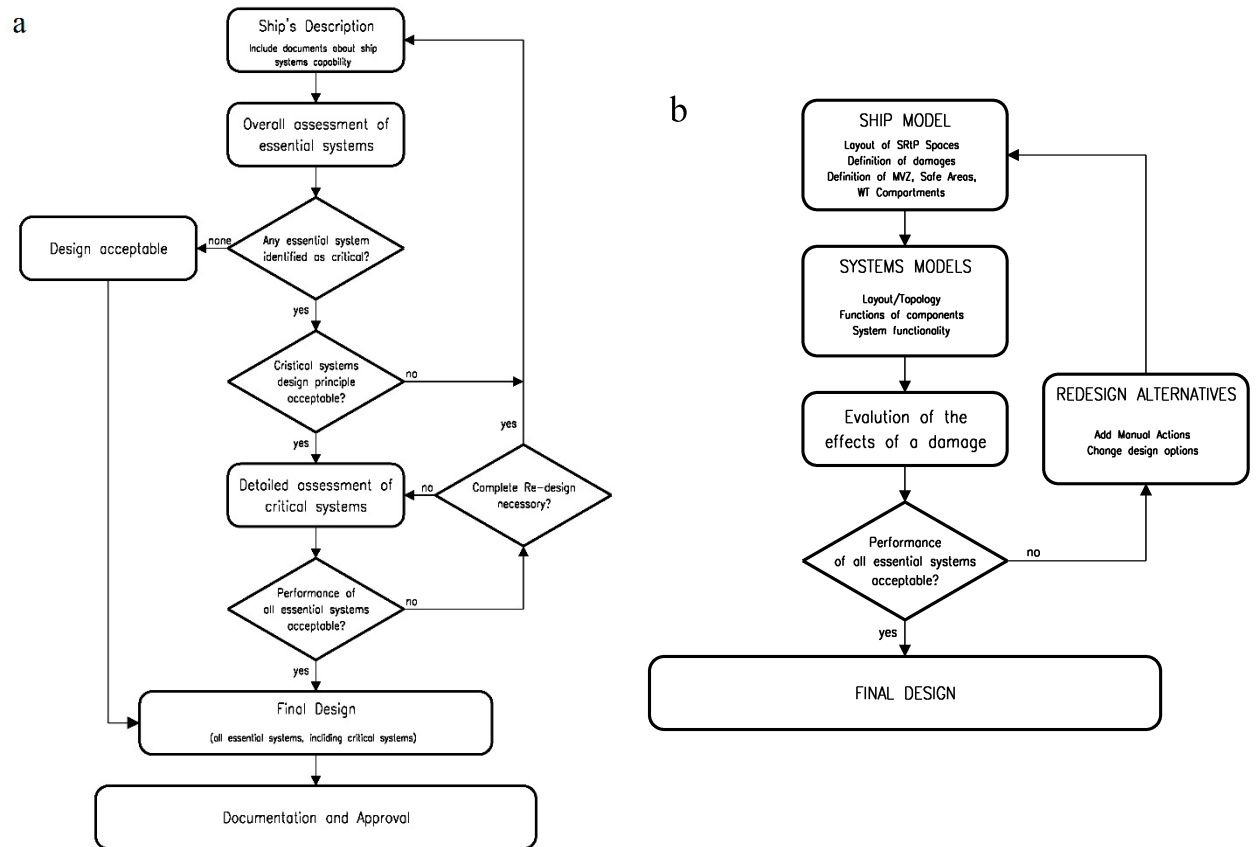 a
Ship's Description
Include documents about ship
systems capability
Overall assessment of
essential systems
Any essential system
identified as critical?
none
Design acceptable
yes
Cristical systems
design principle
acceptable?
no
yes
Detailed assessment of
critical systems
no
Complete Re-design
necessary?
yes
Performance of
all essential systems
acceptable?
no
yes
Final Design
(all essential systems, incliding critical systems)
Documentation and Approval
b
SHIP MODEL
Layout of SRtP Spaces
Definition of damages
Definition of MVZ, Safe Areas,
WT Compartments
SYSTEMS MODELS
Layout/Topology
Functions of components
System functionality
Evalution of the
effects of a damage
Performance
of all essential systems
acceptable?
no
REDESIGN ALTERNATIVES
Add Manual Actions
Change design options
yes
FINAL DESIGN